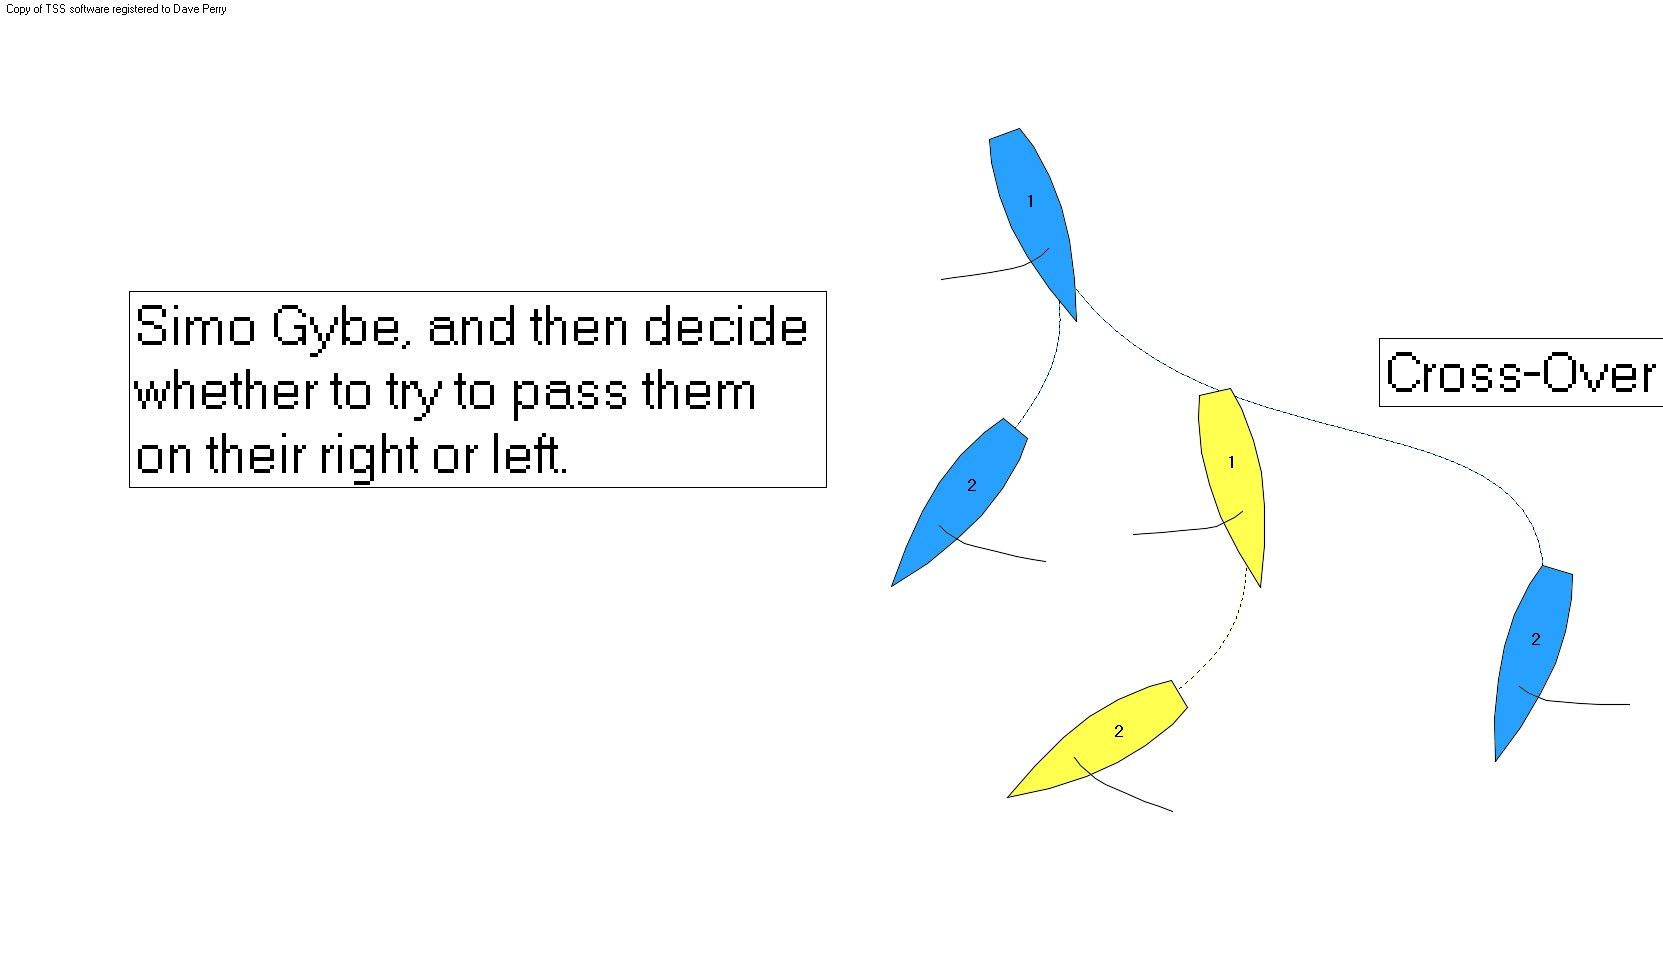 Copy of TSS software registered to Dave Perry
1
Simo Gybe, and then decide
whether to try to pass them
on their right or left.
Cross-Over
1
2
2
2